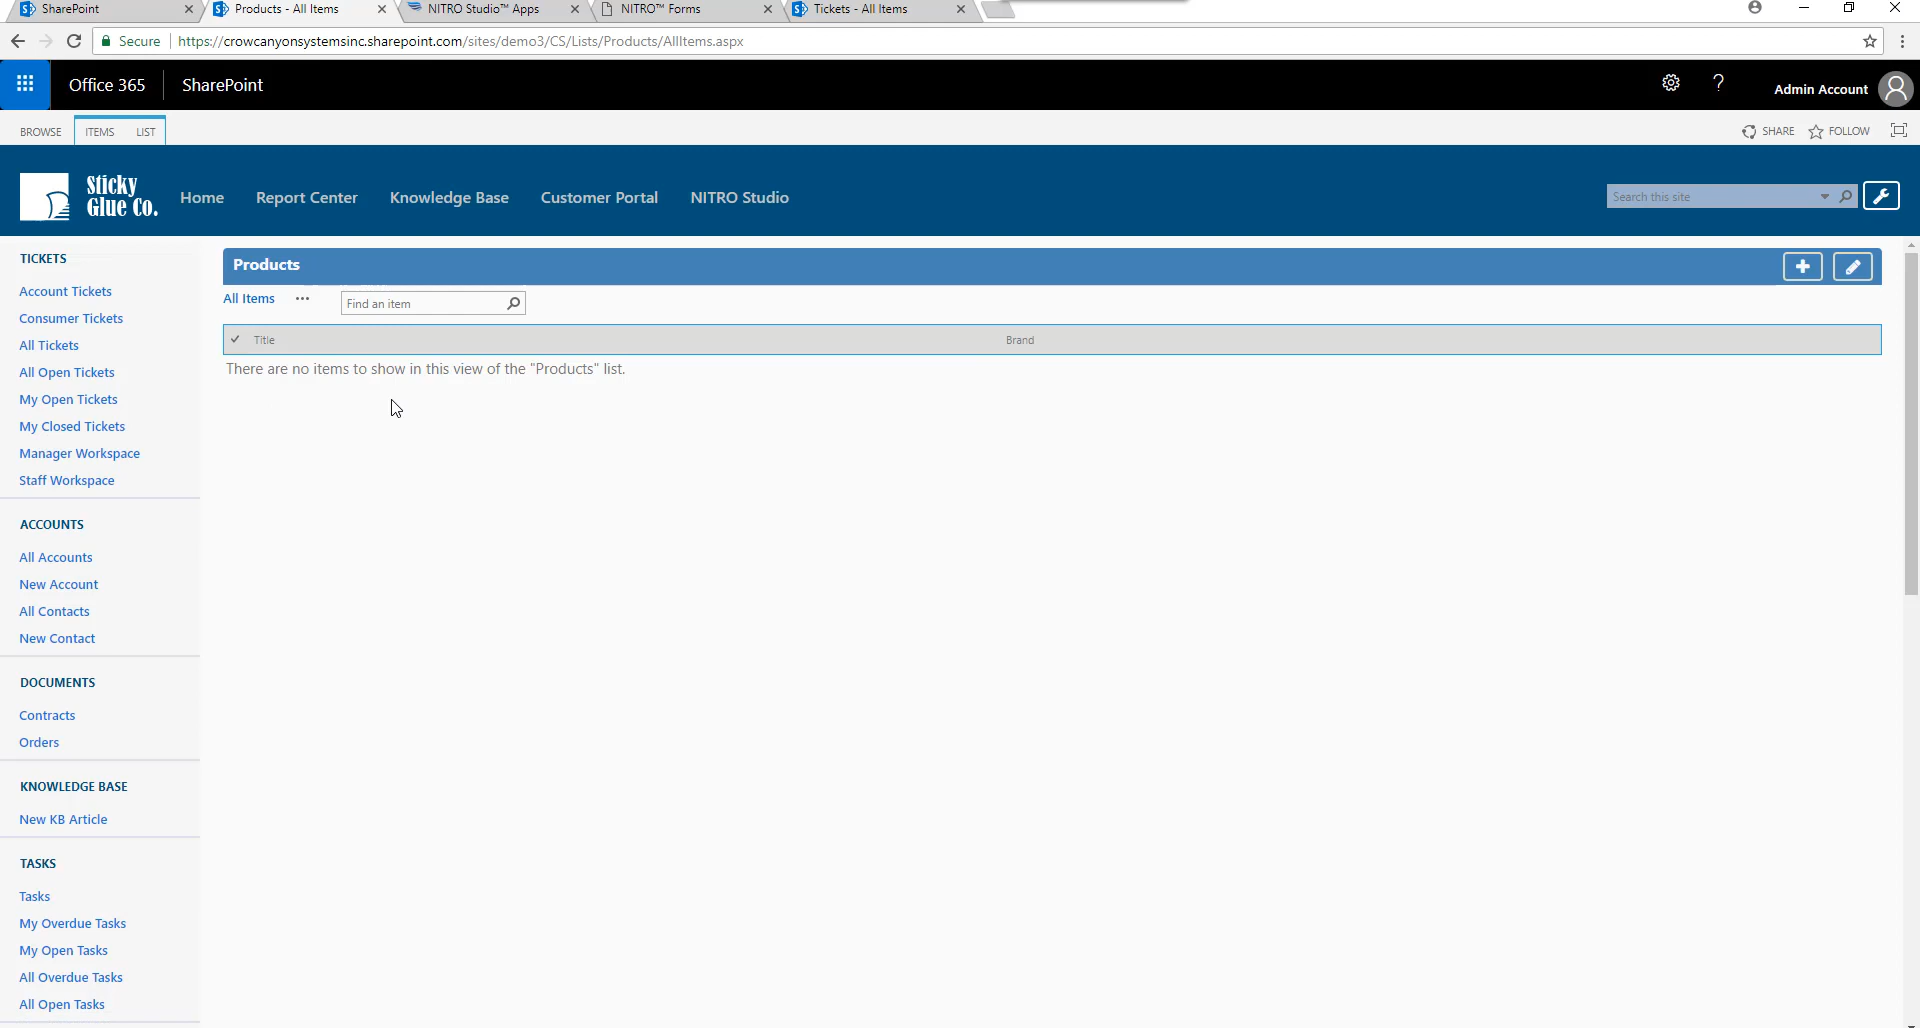 SharePoint
Products - All Items
NITRO Studio™ Apps
NITRO™ Forms
Tickets - All Items
Secure
https://crowcanyonsystemsinc.sharepoint.com/sites/demo3/CS/Lists/Products/AllItems.aspx
Office 365
SharePoint
?
Admin Account
BROWSE
ITEMS
LIST
SHARE
FOLLOW
Sticky
Glue Co.
Home
Report Center
Knowledge Base
Customer Portal
NITRO Studio
Search this site
TICKETS
Account Tickets
Consumer Tickets
All Tickets
All Open Tickets
My Open Tickets
My Closed Tickets
Manager Workspace
Staff Workspace
ACCOUNTS
All Accounts
New Account
All Contacts
New Contact
DOCUMENTS
Contracts
Orders
KNOWLEDGE BASE
New KB Article
TASKS
Tasks
My Overdue Tasks
My Open Tasks
All Overdue Tasks
All Open Tasks
Products
All Items
Find an item
Title
Brand
There are no items to show in this view of the "Products" list.